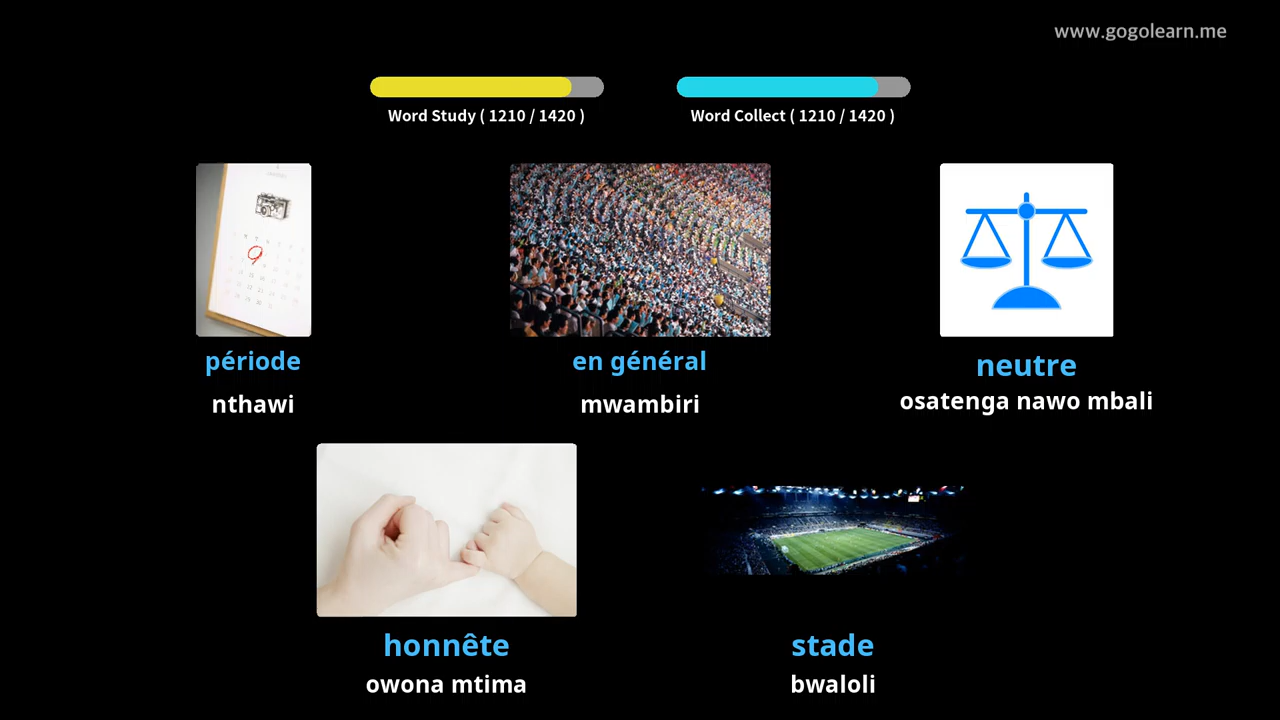 www.gogolearn.me
Word Study ( 1210 / 1420 )
Word Collect ( 1210 / 1420 )
période
en général
neutre
nthawi
mwambiri
osatenga nawo mbali
honnête
stade
owona mtima
bwaloli